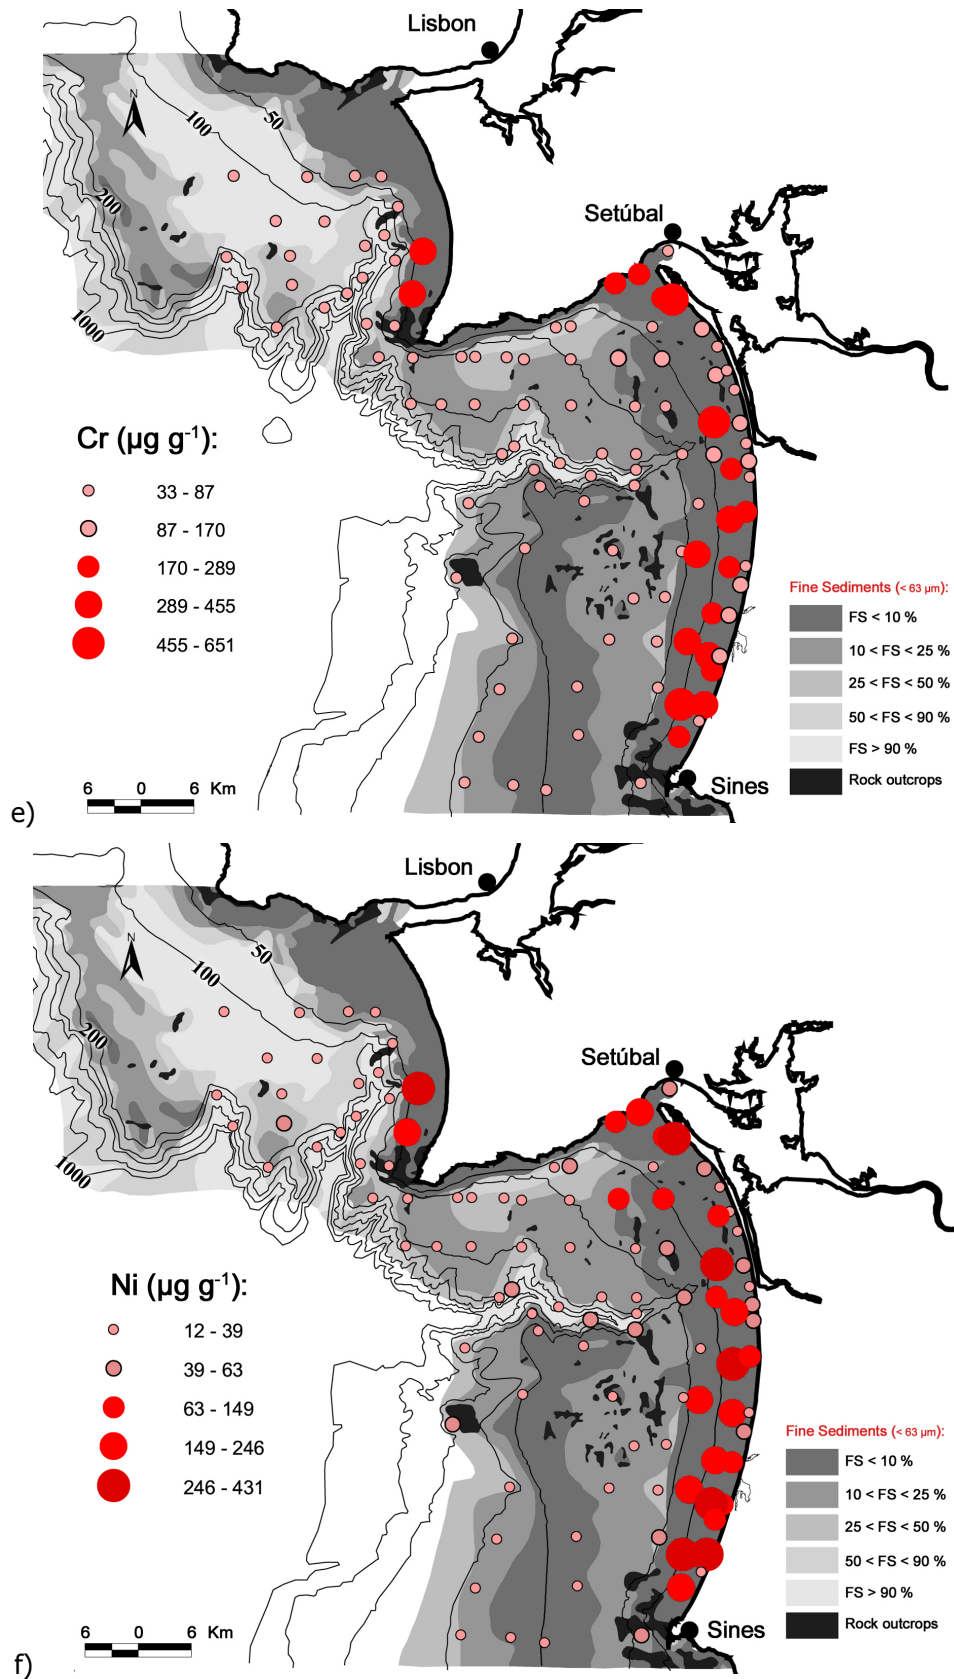 Lisbon
N
50
100
200
1000
Setúbal
Cr (µg g-1):
33 - 87
87 - 170
170 - 289
289 - 455
455 - 651
Fine Sediments (< 63 µm):
FS < 10 %
10 < FS < 25 %
25 < FS < 50 %
50 < FS < 90 %
FS > 90 %
Rock outcrops
6 0 6 Km
Sines
e)
Lisbon
N
50
100
200
1000
Setúbal
Ni (µg g-1):
12 - 39
39 - 63
63 - 149
149 - 246
246 - 431
Fine Sediments (< 63 µm):
FS < 10 %
10 < FS < 25 %
25 < FS < 50 %
50 < FS < 90 %
FS > 90 %
Rock outcrops
6 0 6 Km
Sines
f)